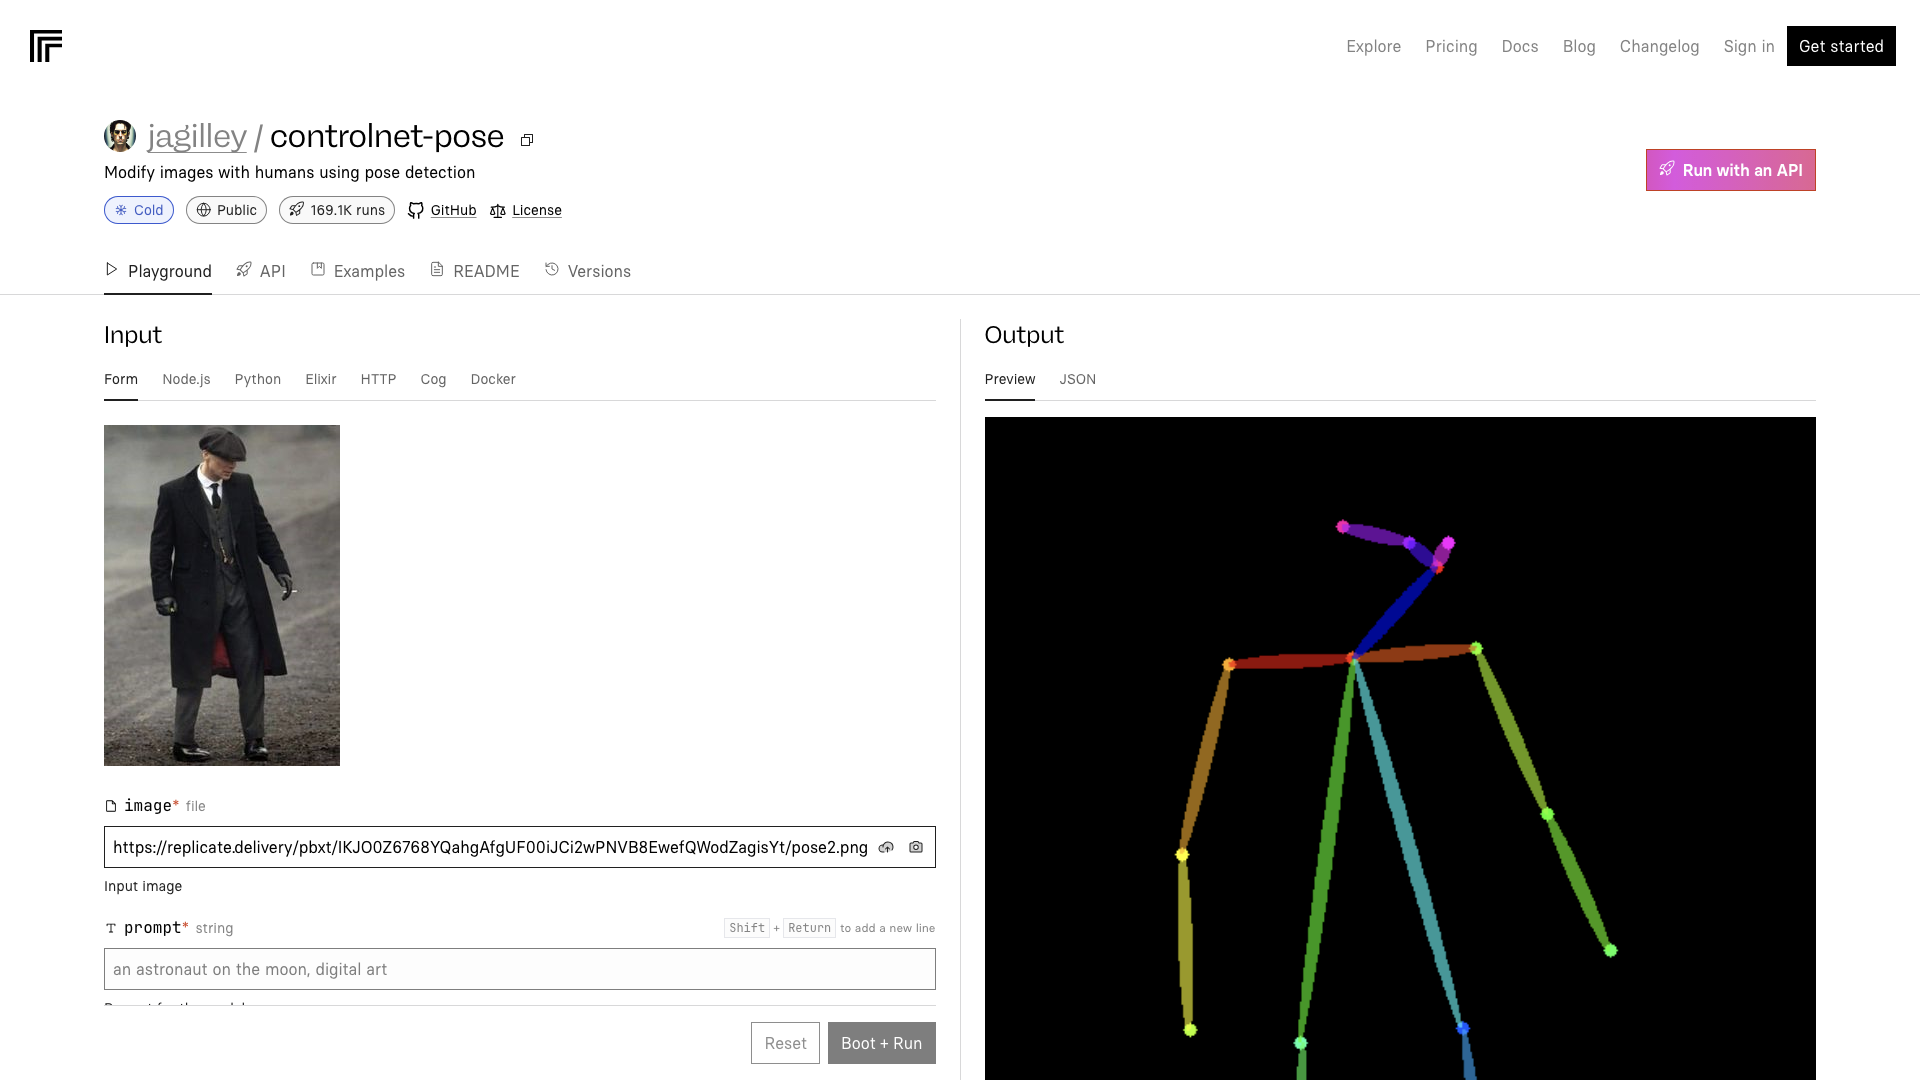 Explore Pricing Docs Blog Changelog Sign in Get started
jagilley / controlnet-pose
Modify images with humans using pose detection
Run with an API
Cold Public 169.1K runs GitHub License
Playground API Examples README Versions
Input
Form Node.js Python Elixir HTTP Cog Docker
image* file
https://replicate.delivery/pbxt/IKJO0Z6768YQahgAfgUF00iJCi2wPNVB8EwefQWodZagisYt/pose2.png
Input image
prompt* string Shift + Return to add a new line
an astronaut on the moon, digital art
Reset Boot + Run
Output
Preview JSON